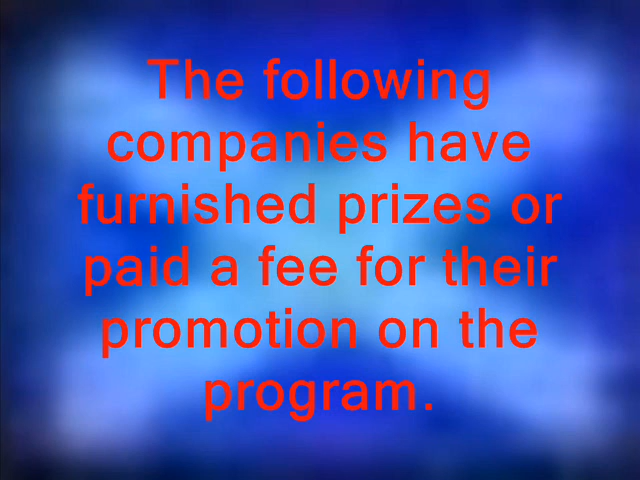 The following
companies have
furnished prizes or
paid a fee for their
promotion on the
program.